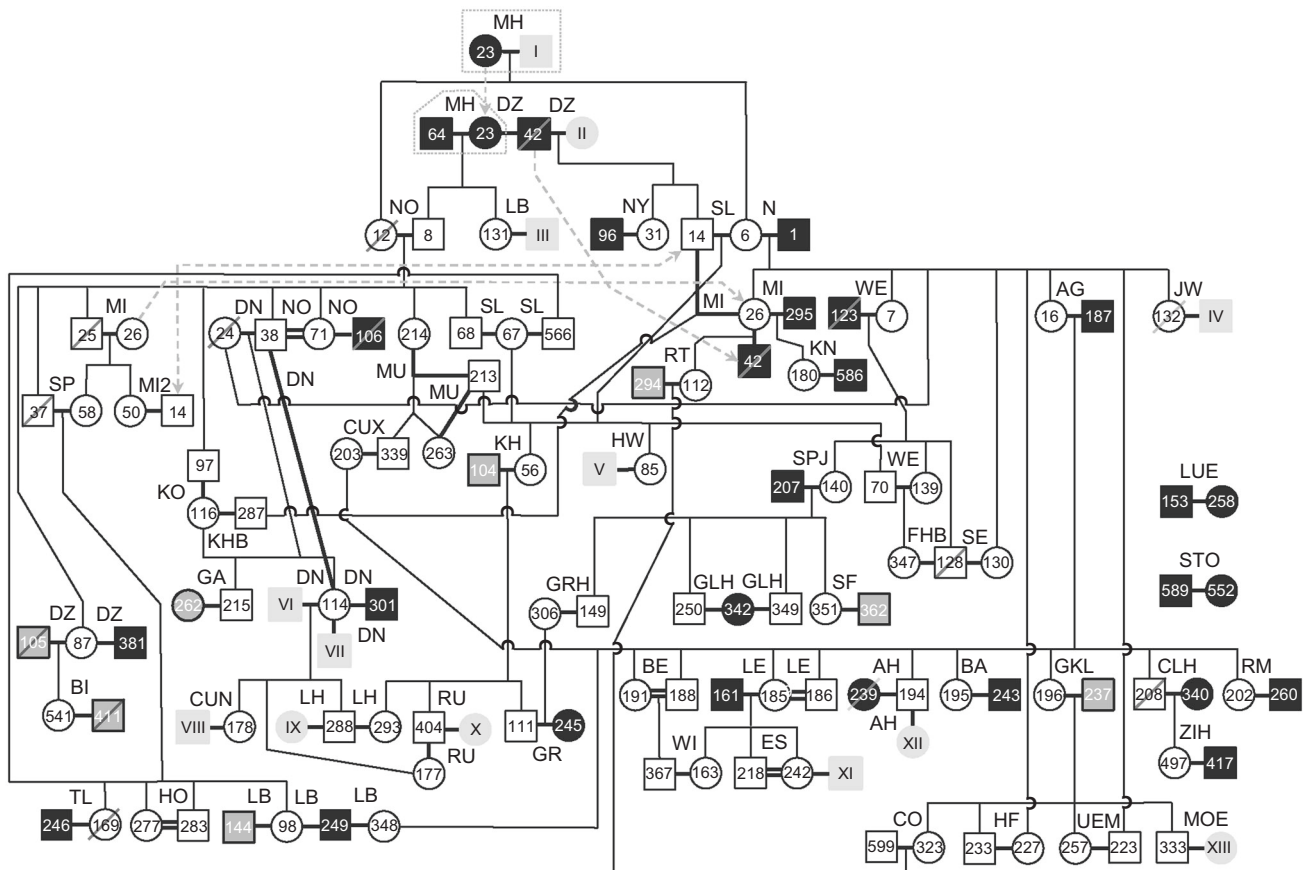 MH
23 I
MH DZ DZ
64 23 42 II
NO LB NY SL N
12 8 131 III 96 31 14 6 1
MI DN NO NO SL SL MI MI WE AG JW
25 26 24 38 71 106 214 68 67 566 26 295 123 7 16 187 132 IV
DN MU 213 RT 42 KN
SP MI2 MU 294 112 180 586
37 58 50 14
CUX KH HW SPJ WE
203 339 263 104 56 V 85 207 140 70 139 LUE
97 153 258
KO
116 287 FHB SE
KHB 347 128 130
GA DN DN GRH GLH GLH SF STO
262 215 VI 114 301 306 149 250 342 349 351 362 589 552
DZ DZ DN
105 87 381 VII
BE LE LE AH BA GKL CLH RM
BI CUN LH LH RU 191 188 161 185 186 239 194 195 243 196 237 208 340 202 260
541 411 VIII 178 IX 288 293 404 X 111 245 AH XII ZIH
RU GR WI ES 497 417
177 367 163 218 242 XI
TL HO LB LB LB CO HF UEM MOE
246 169 277 283 144 98 249 348 599 323 233 227 257 223 333 XIII